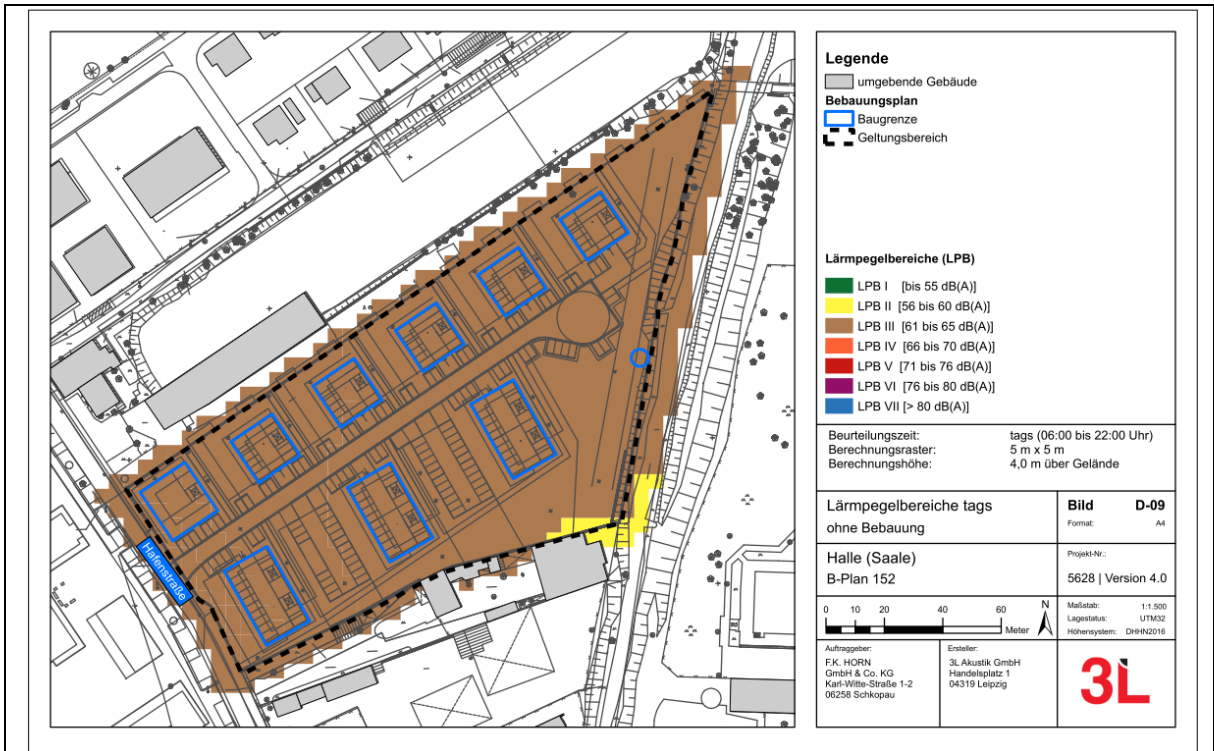 Hafenstraße
Legende
umgebende Gebäude
Bebauungsplan
Baugrenze
Geltungsbereich
Lärmpegelbereiche (LPB)
LPB I [bis 55 dB(A)]
LPB II [56 bis 60 dB(A)]
LPB III [61 bis 65 dB(A)]
LPB IV [66 bis 70 dB(A)]
LPB V [71 bis 76 dB(A)]
LPB VI [76 bis 80 dB(A)]
LPB VII [> 80 dB(A)]
Beurteilungszeit: tags (06:00 bis 22:00 Uhr)
Berechnungsraster: 5 m x 5 m
Berechnungshöhe: 4,0 m über Gelände
Lärmpegelbereiche tags
ohne Bebauung
Bild D-09
Format: A4
Halle (Saale)
B-Plan 152
Projekt-Nr.:
5628 | Version 4.0
0 10 20 40 60 N
Meter
Maßstab: 1:1.500
Lagestatus: UTM32
Höhensystem: DHHN2016
Auftraggeber:
F.K. HORN
GmbH & Co. KG
Karl-Witte-Straße 1-2
06258 Schkopau
Ersteller:
3L Akustik GmbH
Handelsplatz 1
04319 Leipzig
3L